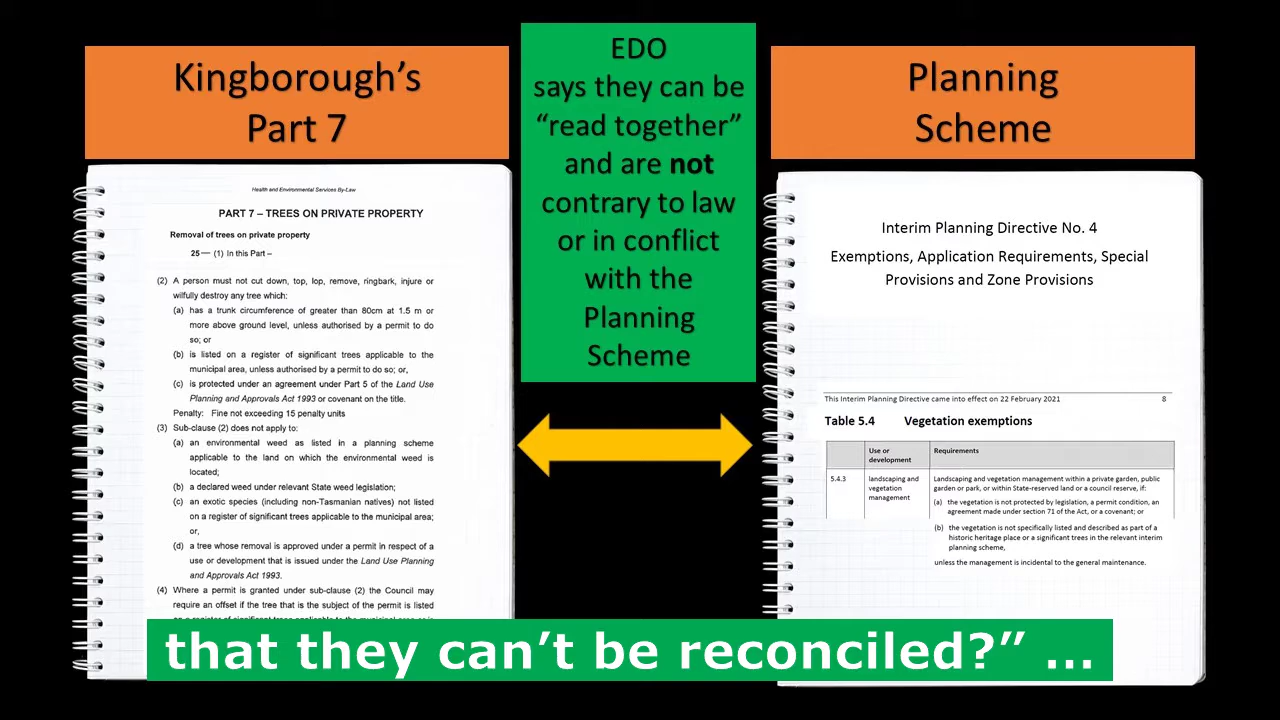 Kingborough's
Part 7
Health and Environmental Services By-Law
PART 7 – TREES ON PRIVATE PROPERTY
Removal of trees on private property
25— (1) In this Part –
(2) A person must not cut down, top, lop, remove, ringbark, injure or
wilfully destroy any tree which:
(a) has a trunk circumference of greater than 80cm at 1.5 m or
more above ground level, unless authorised by a permit to do
so; or
(b) is listed on a register of significant trees applicable to the
municipal area, unless authorised by a permit to do so; or,
(c) is protected under an agreement under Part 5 of the Land Use
Planning and Approvals Act 1993 or covenant on the title.
Penalty: Fine not exceeding 15 penalty units
(3) Sub-clause (2) does not apply to:
(a) an environmental weed as listed in a planning scheme
applicable to the land on which the environmental weed is
located;
(b) a declared weed under relevant State weed legislation;
(c) an exotic species (including non-Tasmanian natives) not listed
on a register of significant trees applicable to the municipal area;
or,
(d) a tree whose removal is approved under a permit in respect of a
use or development that is issued under the Land Use Planning
and Approvals Act 1993.
(4) Where a permit is granted under sub-clause (2) the Council may
require an offset if the tree that is the subject of the permit is listed
EDO
says they can be
“read together”
and are not
contrary to law
or in conflict
with the
Planning
Scheme
Planning
Scheme
Interim Planning Directive No. 4
Exemptions, Application Requirements, Special
Provisions and Zone Provisions
This Interim Planning Directive came into effect on 22 February 2021 8
Table 5.4 Vegetation exemptions
Use or
development
Requirements
5.4.3
landscaping and
vegetation
management
Landscaping and vegetation management within a private garden, public
garden or park, or within State-reserved land or a council reserve, if:
(a) the vegetation is not protected by legislation, a permit condition, an
agreement made under section 71 of the Act, or a covenant; or
(b) the vegetation is not specifically listed and described as part of a
historic heritage place or a significant trees in the relevant interim
planning scheme,
unless the management is incidental to the general maintenance.
that they can’t be reconciled?” ...